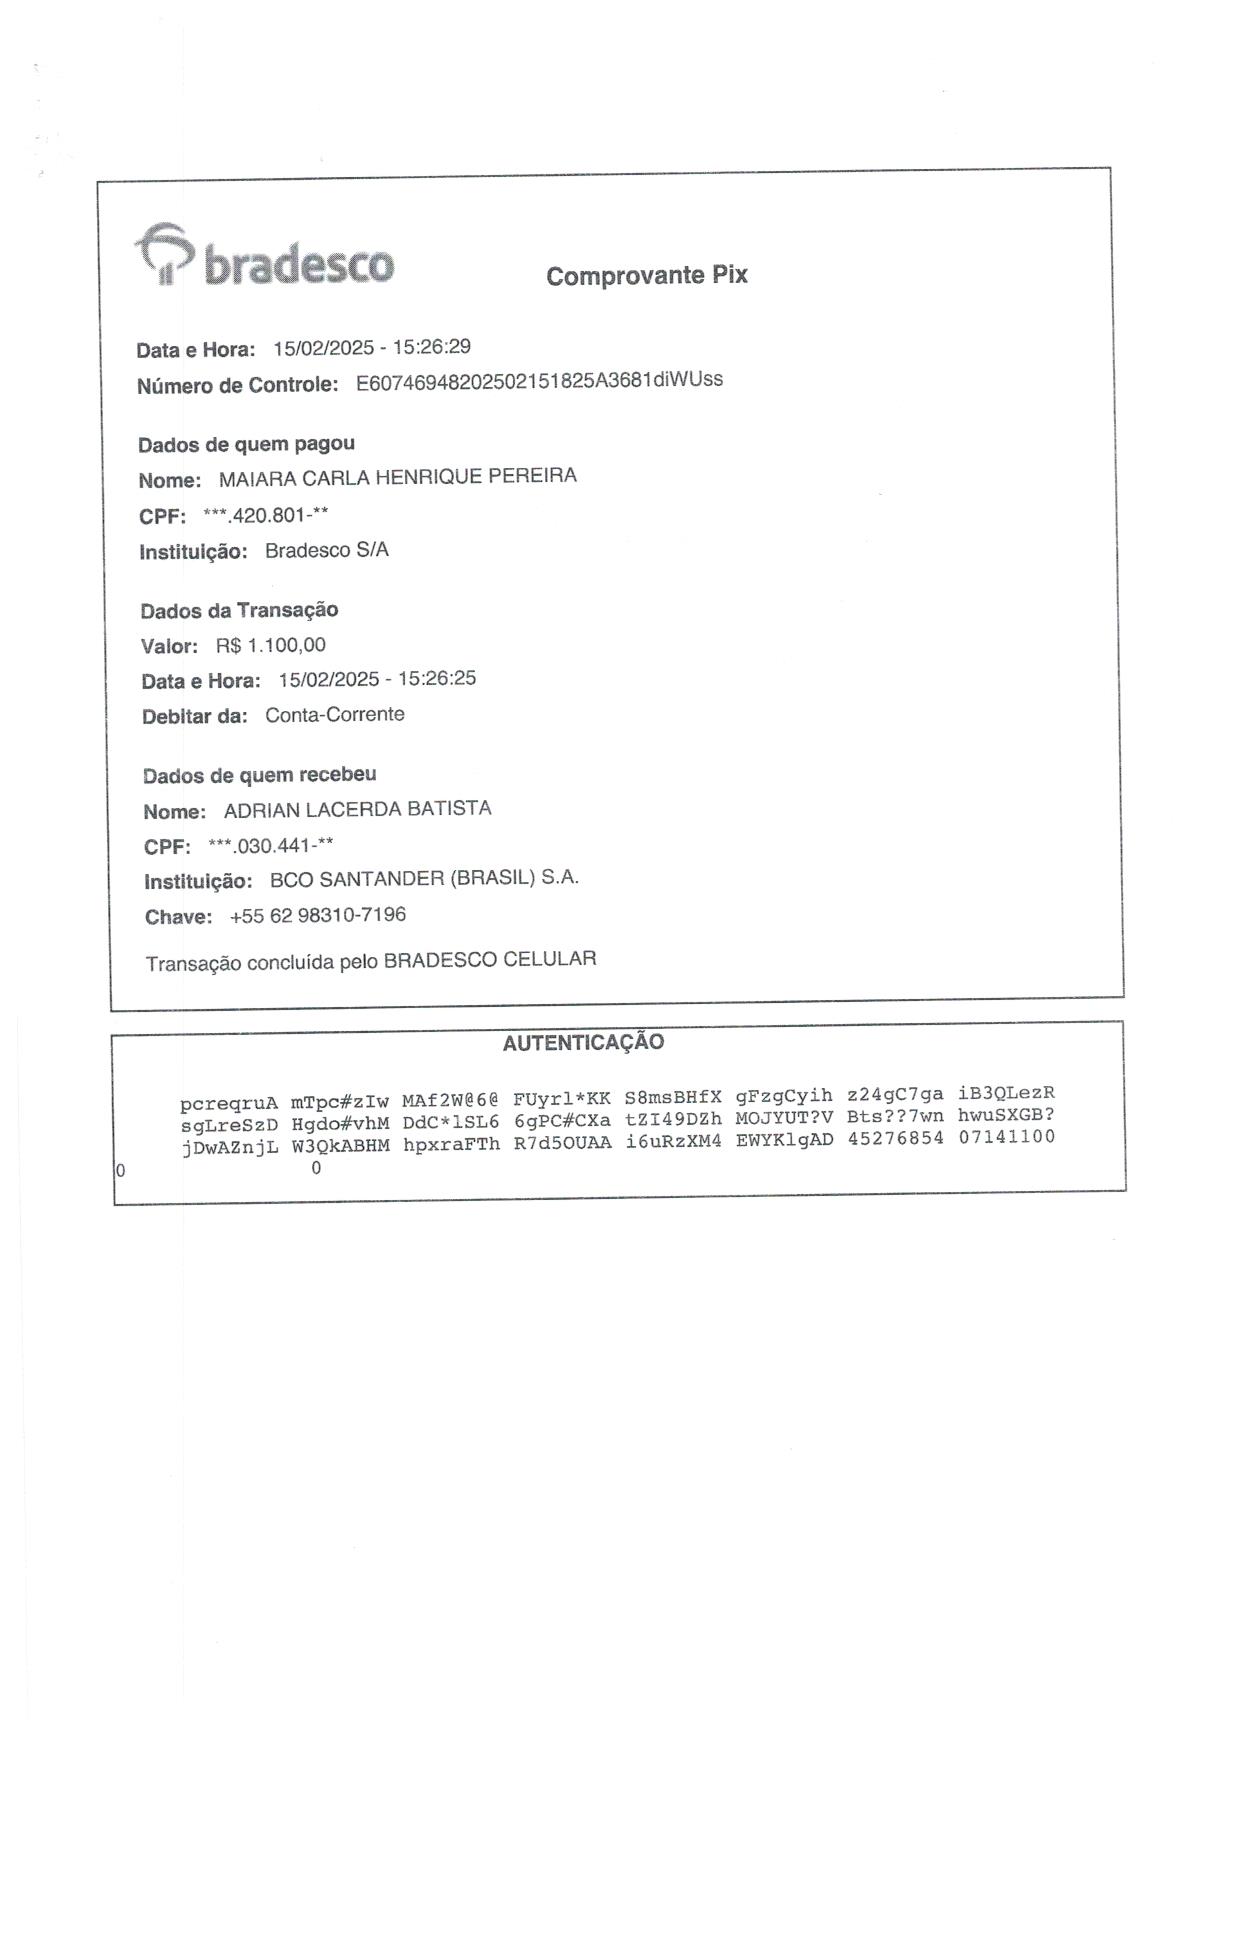 bradesco
Comprovante Pix
Data e Hora: 15/02/2025 - 15:26:29
Número de Controle: E60746948202502151825A3681diWUss
Dados de quem pagou
Nome: MAIARA CARLA HENRIQUE PEREIRA
CPF: ***.420.801-**
Instituição: Bradesco S/A
Dados da Transação
Valor: R$ 1.100,00
Data e Hora: 15/02/2025 - 15:26:25
Debitar da: Conta-Corrente
Dados de quem recebeu
Nome: ADRIAN LACERDA BATISTA
CPF: ***.030.441-**
Instituição: BCO SANTANDER (BRASIL) S.A.
Chave: +55 62 98310-7196
Transação concluída pelo BRADESCO CELULAR
AUTENTICAÇÃO
pcreqruA mTpc#zIw MAf2W@6@ FUyrl*KK S8msBHfX gFzgCyih z24gC7ga iB3QLezR
sgLreSzD Hgdo#vhM DdC*lSL6 6gPC#CXa tZI49DZh MOJYUT?V Bts??7wn hwuSXGB?
jDwAZnjL W3QkABHM hpxraFTh R7d5OUAA i6uRzXM4 EWYKlgAD 45276854 07141100
0 0